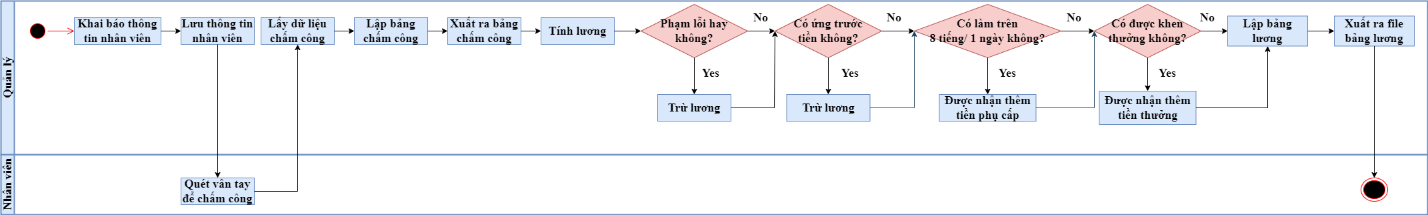 Quản lý
Khai báo thông
tin nhân viên
Lưu thông tin
nhân viên
Lấy dữ liệu
chấm công
Lập bảng
chấm công
Xuất ra bảng
chấm công
Tính lương
Phạm lỗi hay
không?
No
Yes
Trừ lương
Có ứng trước
tiền không?
No
Yes
Trừ lương
Có làm trên
8 tiếng/ 1 ngày không?
No
Yes
Được nhận thêm
tiền phụ cấp
Có được khen
thưởng không?
No
Yes
Được nhận thêm
tiền thưởng
Lập bảng
lương
Xuất ra file
bảng lương
Nhân viên
Quét vân tay
để chấm công